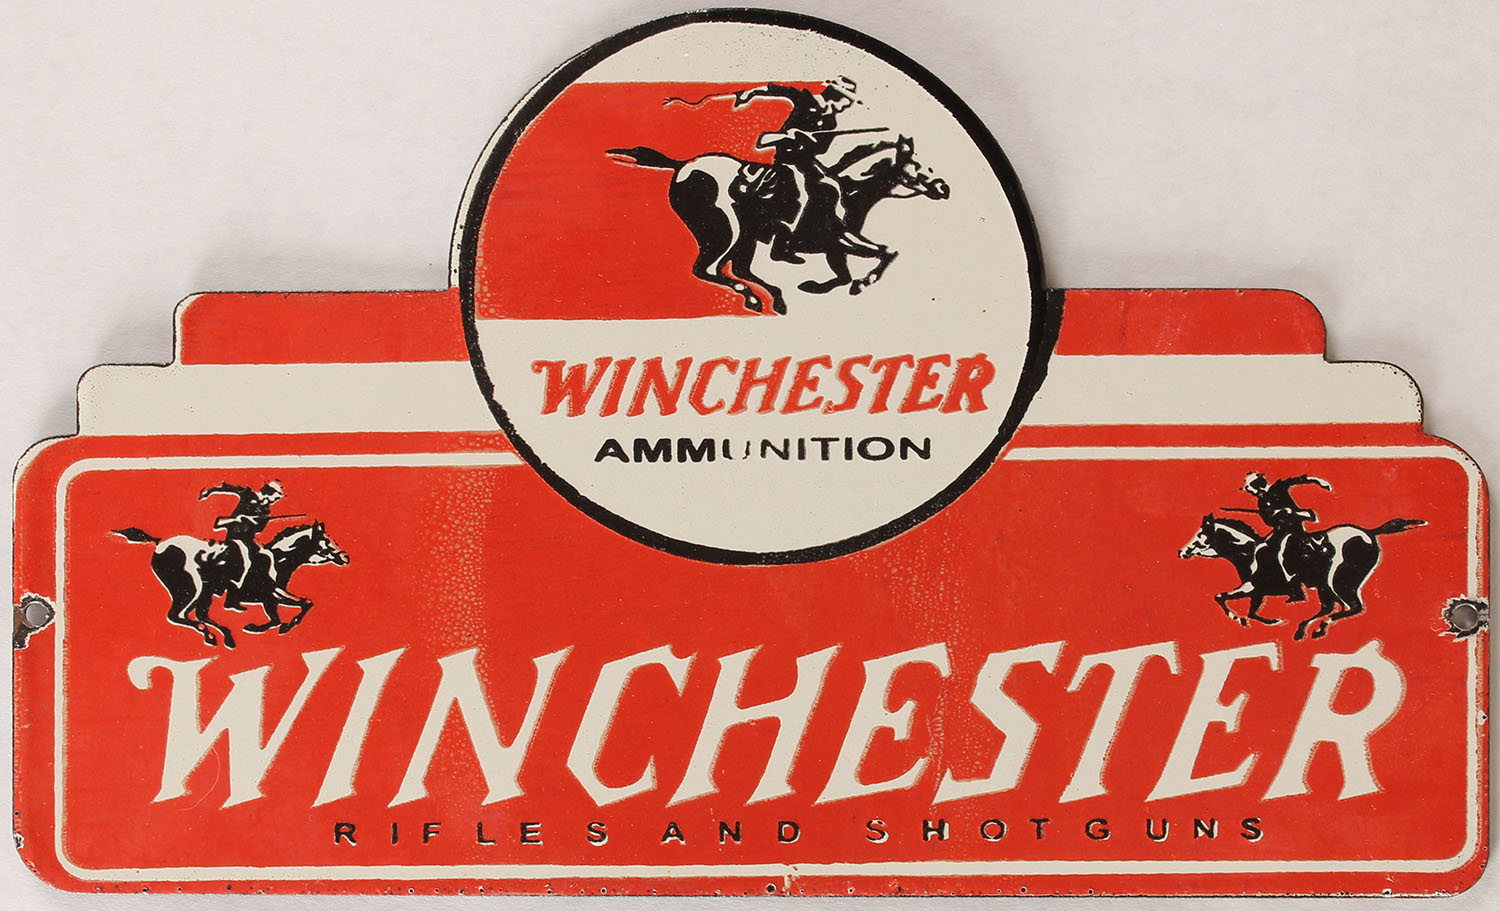 WINCHESTER
AMMUNITION
WINCHESTER
RIFLES AND SHOTGUNS